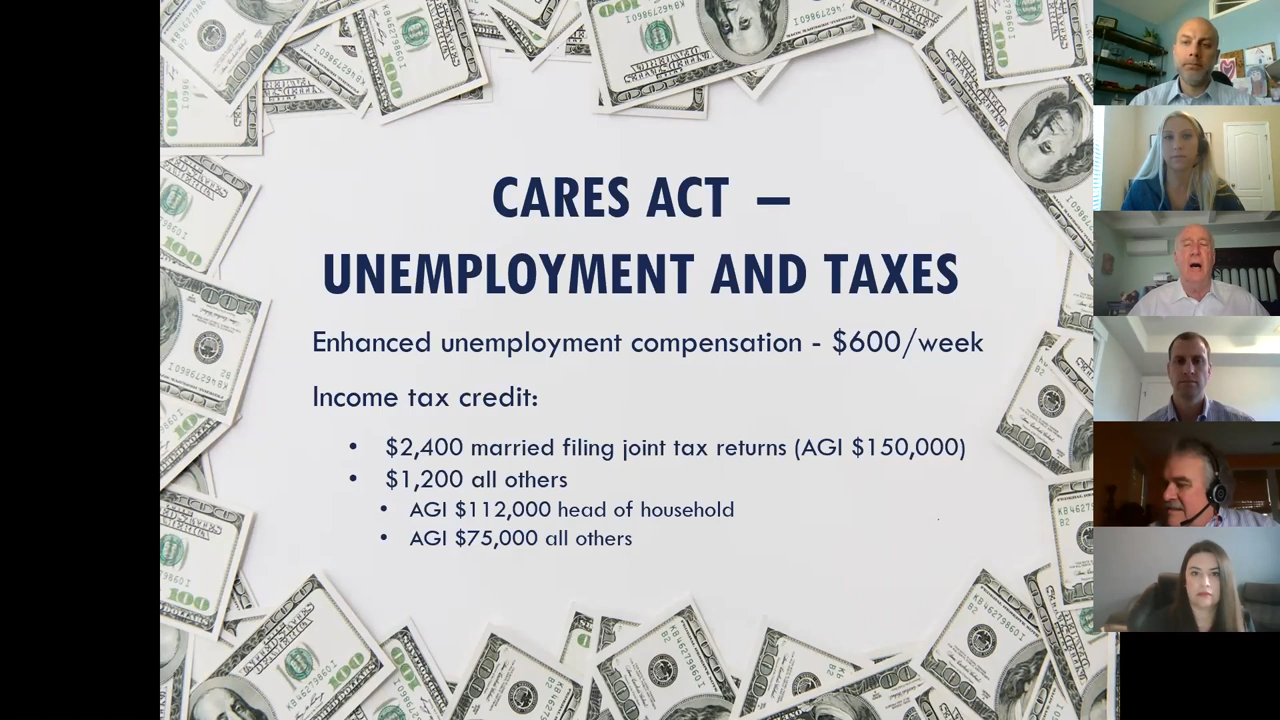 CARES ACT –
UNEMPLOYMENT AND TAXES
Enhanced unemployment compensation - $600/week
Income tax credit:
• $2,400 married filing joint tax returns (AGI $150,000)
• $1,200 all others
• AGI $112,000 head of household
• AGI $75,000 all others